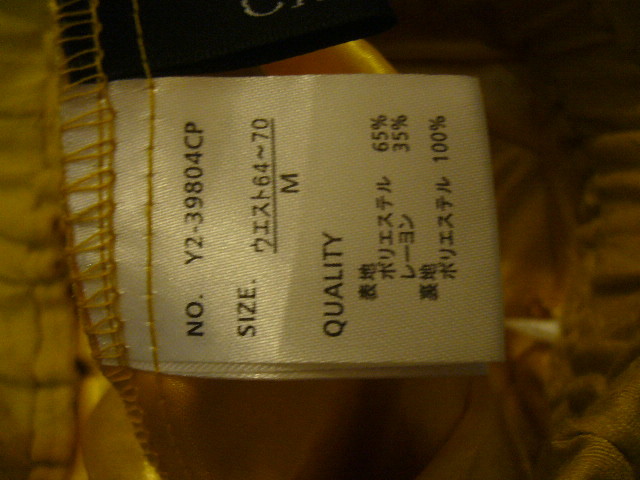 NO. Y2-39804CP
SIZE. ウエスト64～70
M
QUALITY
表地
ポリエステル 65%
レーヨン 35%
裏地
ポリエステル 100%